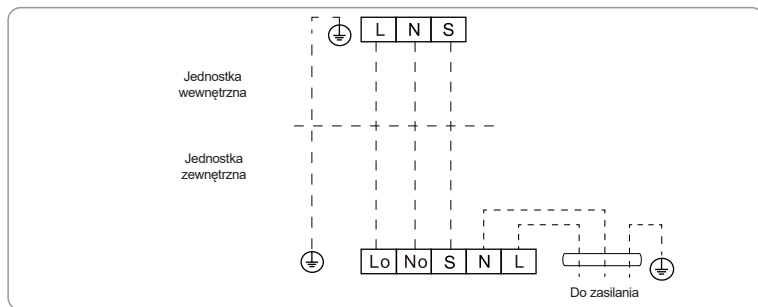 L N S
Jednostka
wewnętrzna
Jednostka
zewnętrzna
Lo No S N L
Do zasilania